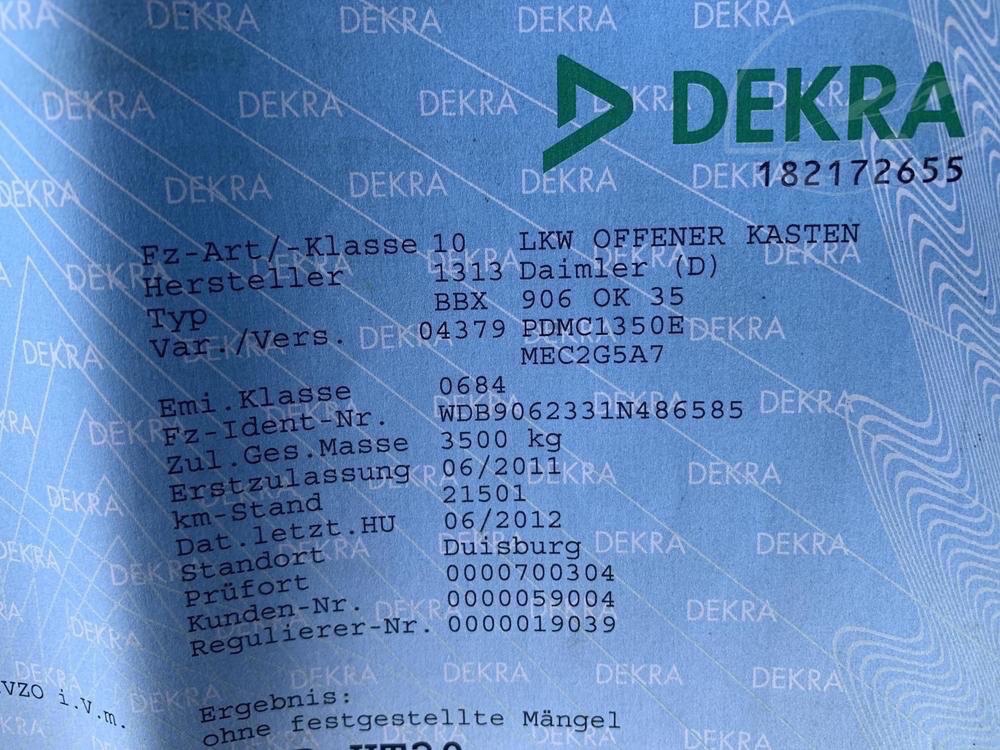 DEKRA
182172655
Fz-Art/-Klasse 10 LKW OFFENER KASTEN
Hersteller 1313 Daimler (D)
Typ BBX 906 OK 35
Var./Vers. 04379 PDMC1350E
MEC2G5A7
Emi.Klasse 0684
Fz-Ident-Nr. WDB9062331N486585
Zul.Ges.Masse 3500 kg
Erstzulassung 06/2011
km-Stand 21501
Dat.letzt.HU 06/2012
Standort Duisburg
Prüfort 0000700304
Kunden-Nr. 0000059004
Regulierer-Nr. 0000019039
VZO i.V.m.
Ergebnis:
ohne festgestellte Mängel